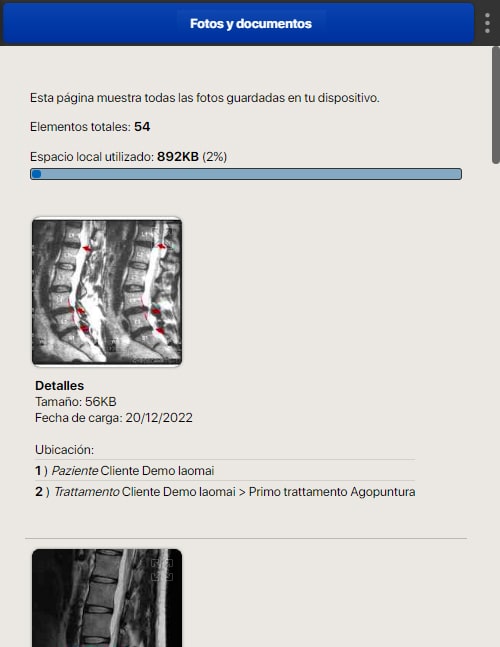 Fotos y documentos
Esta página muestra todas las fotos guardadas en tu dispositivo.
Elementos totales: 54
Espacio local utilizado: 892KB (2%)
Detalles
Tamaño: 56KB
Fecha de carga: 20/12/2022
Ubicación:
1 ) Paziente Cliente Demo Iaomai
2 ) Trattamento Cliente Demo Iaomai > Primo trattamento Agopuntura